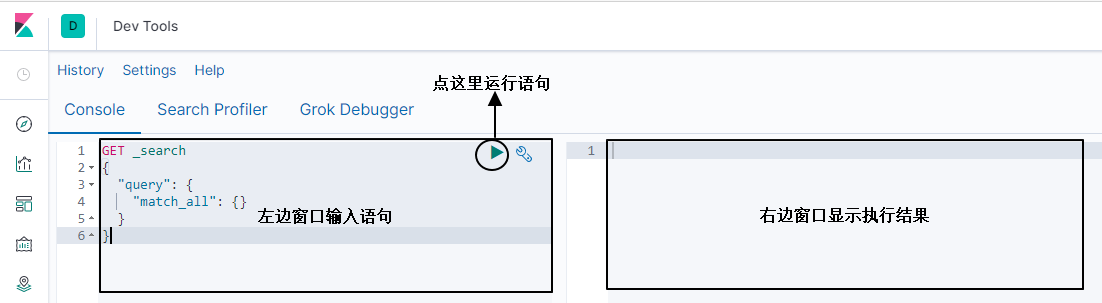 D
Dev Tools
History Settings Help
点这里运行语句
Console Search Profiler Grok Debugger
1 GET _search
2 {
3 "query": {
4 "match_all": {}
5 }
6 }
左边窗口输入语句
1
右边窗口显示执行结果